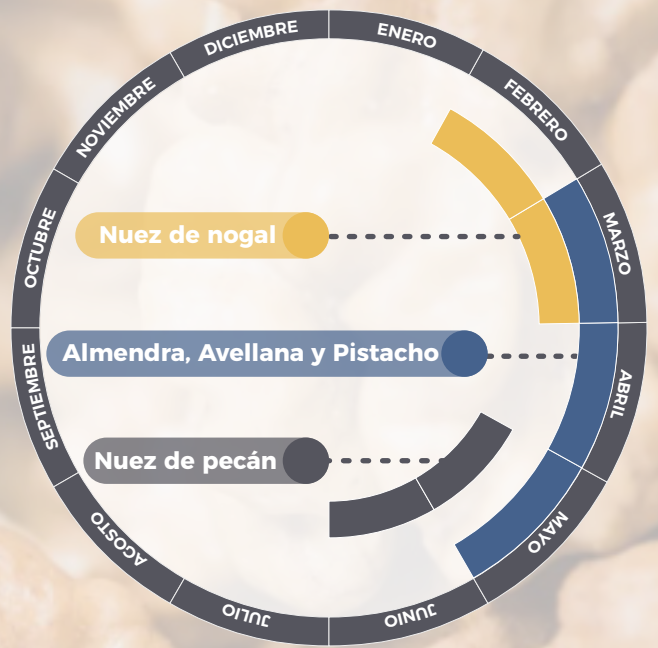 ENERO
FEBRERO
MARZO
ABRIL
MAYO
JUNIO
JULIO
AGOSTO
SEPTIEMBRE
OCTUBRE
NOVIEMBRE
DICIEMBRE
Nuez de nogal
Almendra, Avellana y Pistacho
Nuez de pecán